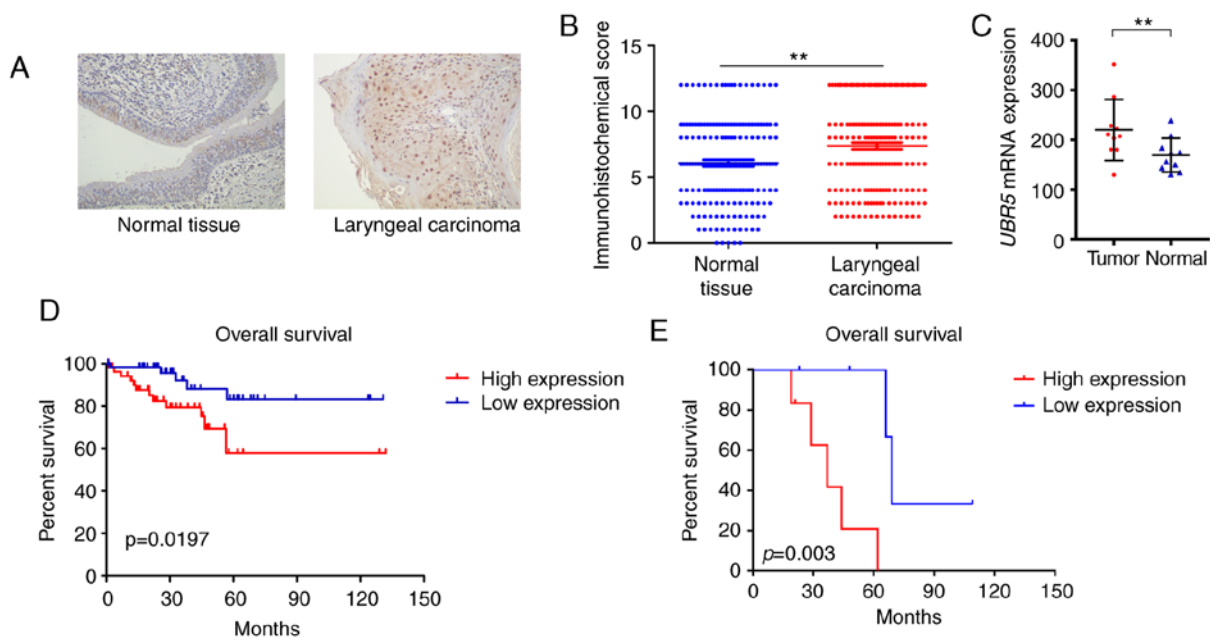 A
Normal tissue
Laryngeal carcinoma
B
Immunohistochemical score
15
10
5
0
**
Normal
tissue
Laryngeal
carcinoma
C
UBR5 mRNA expression
400
300
200
100
0
**
Tumor Normal
D
Overall survival
Percent survival
100
80
60
40
20
0
p=0.0197
0 30 60 90 120 150
Months
High expression
Low expression
E
Overall survival
Percent survival
100
80
60
40
20
0
p=0.003
0 30 60 90 120 150
Months
High expression
Low expression